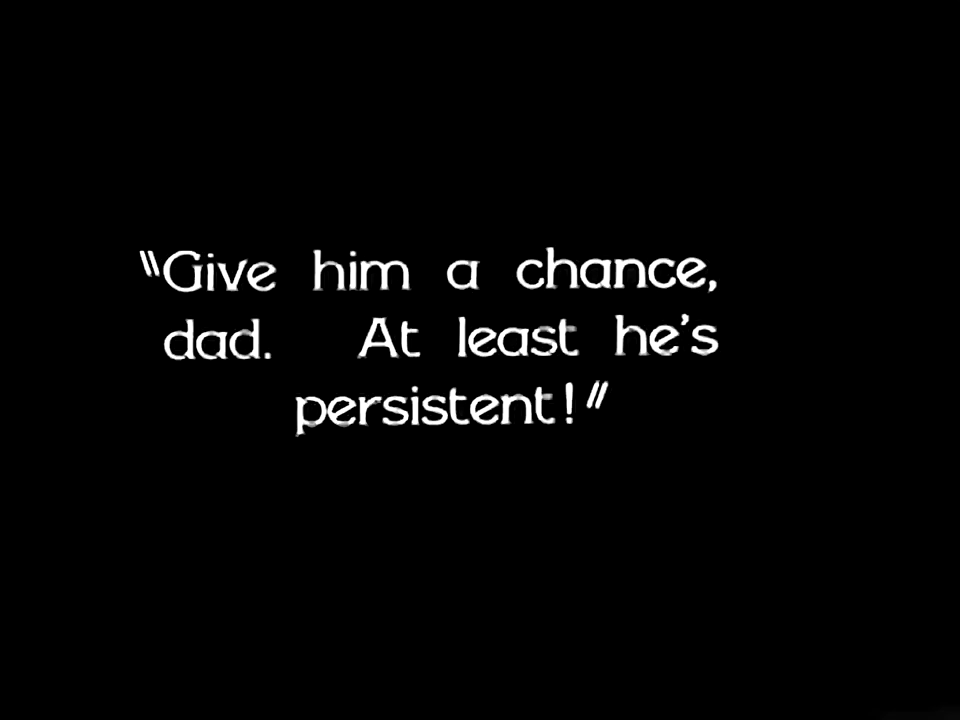 "Give him a chance,
dad. At least he's
persistent!"